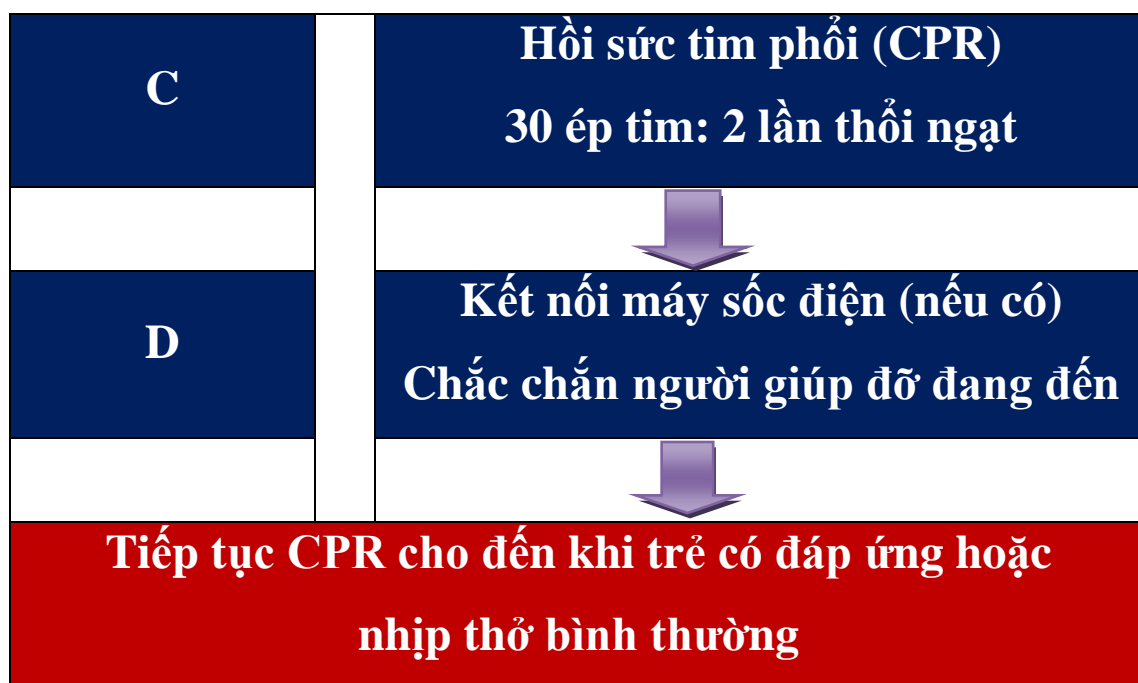 C
Hồi sức tim phổi (CPR)
30 ép tim: 2 lần thổi ngạt
D
Kết nối máy sốc điện (nếu có)
Chắc chắn người giúp đỡ đang đến
Tiếp tục CPR cho đến khi trẻ có đáp ứng hoặc
nhịp thở bình thường